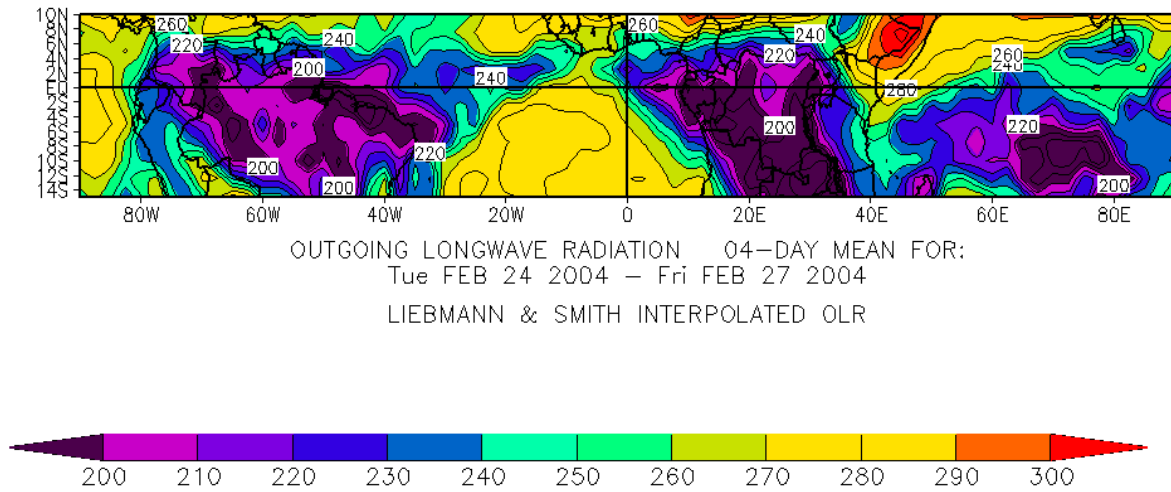 10N
8N
6N
4N
2N
EQ
2S
4S
6S
8S
10S
12S
14S
260
220
240
200
240
200
220
200
260
240
220
280
200
260
240
220
200
80W 60W 40W 20W 0 20E 40E 60E 80E
OUTGOING LONGWAVE RADIATION 04-DAY MEAN FOR:
Tue FEB 24 2004 - Fri FEB 27 2004
LIEBMANN & SMITH INTERPOLATED OLR
200 210 220 230 240 250 260 270 280 290 300